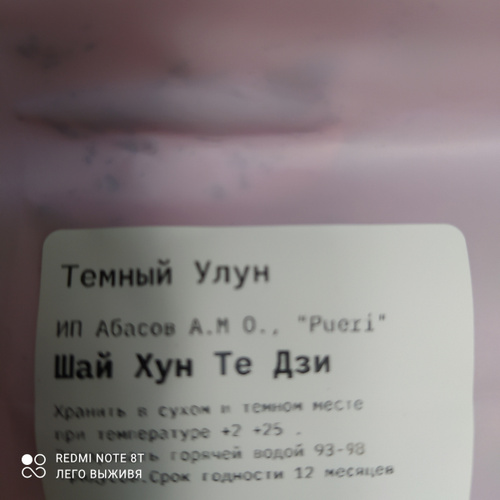 Темный Улун
ИП Абасов А.М О., "Pueri"
Шай Хун Те Дзи
Хранить в сухом и темном месте
при температуре +2 +25 .
горячей водой 93-98
Срок годности 12 месяцев
REDMI NOTE 8T
ЛЕГО ВЫЖИВЯ